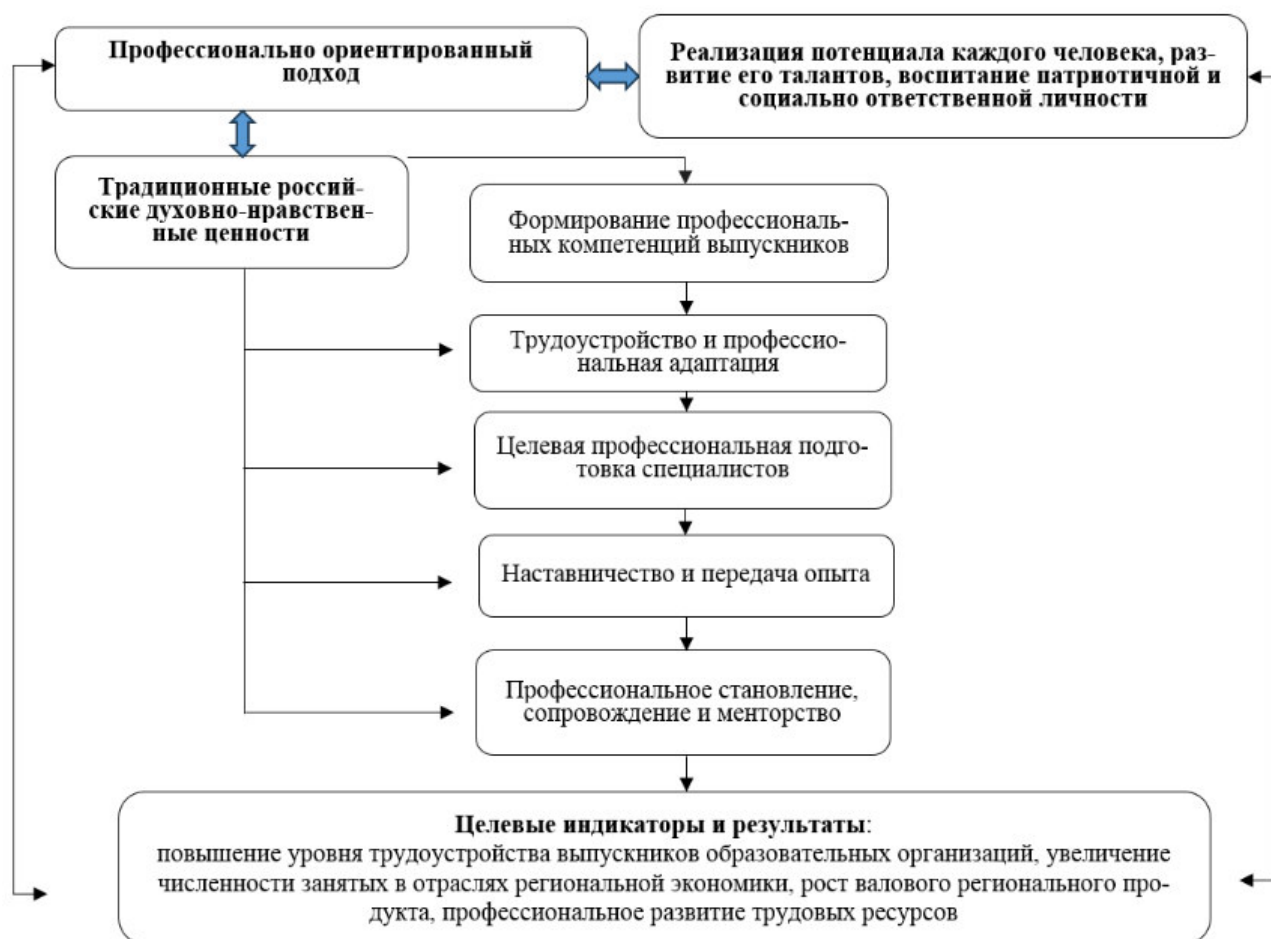 Профессионально ориентированный
подход
Реализация потенциала каждого человека, раз-
витие его талантов, воспитание патриотичной и
социально ответственной личности
Традиционные россий-
ские духовно-нравствен-
ные ценности
Формирование профессиональ-
ных компетенций выпускников
Трудоустройство и профессио-
нальная адаптация
Целевая профессиональная подго-
товка специалистов
Наставничество и передача опыта
Профессиональное становление,
сопровождение и менторство
Целевые индикаторы и результаты:
повышение уровня трудоустройства выпускников образовательных организаций, увеличение
численности занятых в отраслях региональной экономики, рост валового регионального про-
дукта, профессиональное развитие трудовых ресурсов